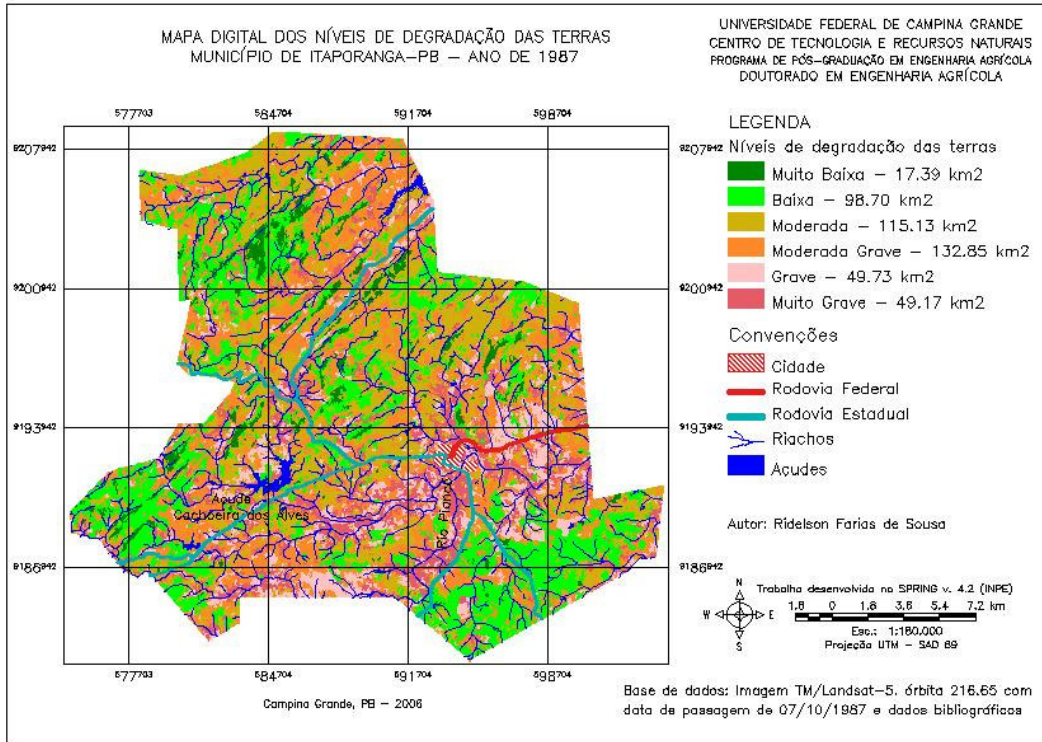 MAPA DIGITAL DOS NÍVEIS DE DEGRADAÇÃO DAS TERRAS
MUNICÍPIO DE ITAPORANGA-PB - ANO DE 1987
UNIVERSIDADE FEDERAL DE CAMPINA GRANDE
CENTRO DE TECNOLOGIA E RECURSOS NATURAIS
PROGRAMA DE PÓS-GRADUAÇÃO EM ENGENHARIA AGRÍCOLA
DOUTORADO EM ENGENHARIA AGRÍCOLA
577703 584704 591704 598704
9207942 9207942
9200942 9200942
9193942 9193942
9186942 9186942
Açude
Cachoeira dos Alves
Rio Piancó
577703 584704 591704 598704
Campina Grande, PB - 2006
LEGENDA
Níveis de degradação das terras
Muito Baixa - 17.39 km2
Baixa - 98.70 km2
Moderada - 115.13 km2
Moderada Grave - 132.85 km2
Grave - 49.73 km2
Muito Grave - 49.17 km2
Convenções
Cidade
Rodovia Federal
Rodovia Estadual
Riachos
Açudes
Autor: Ridelson Farias de Sousa
N
W E
S
Trabalho desenvolvido no SPRING v. 4.2 (INPE)
1.8 0 1.8 3.6 5.4 7.2 km
Esc.: 1:180.000
Projeção UTM - SAD 69
Base de dados: Imagem TM/Landsat-5. órbita 216.65 com
data de passagem de 07/10/1987 e dados bibliográficos